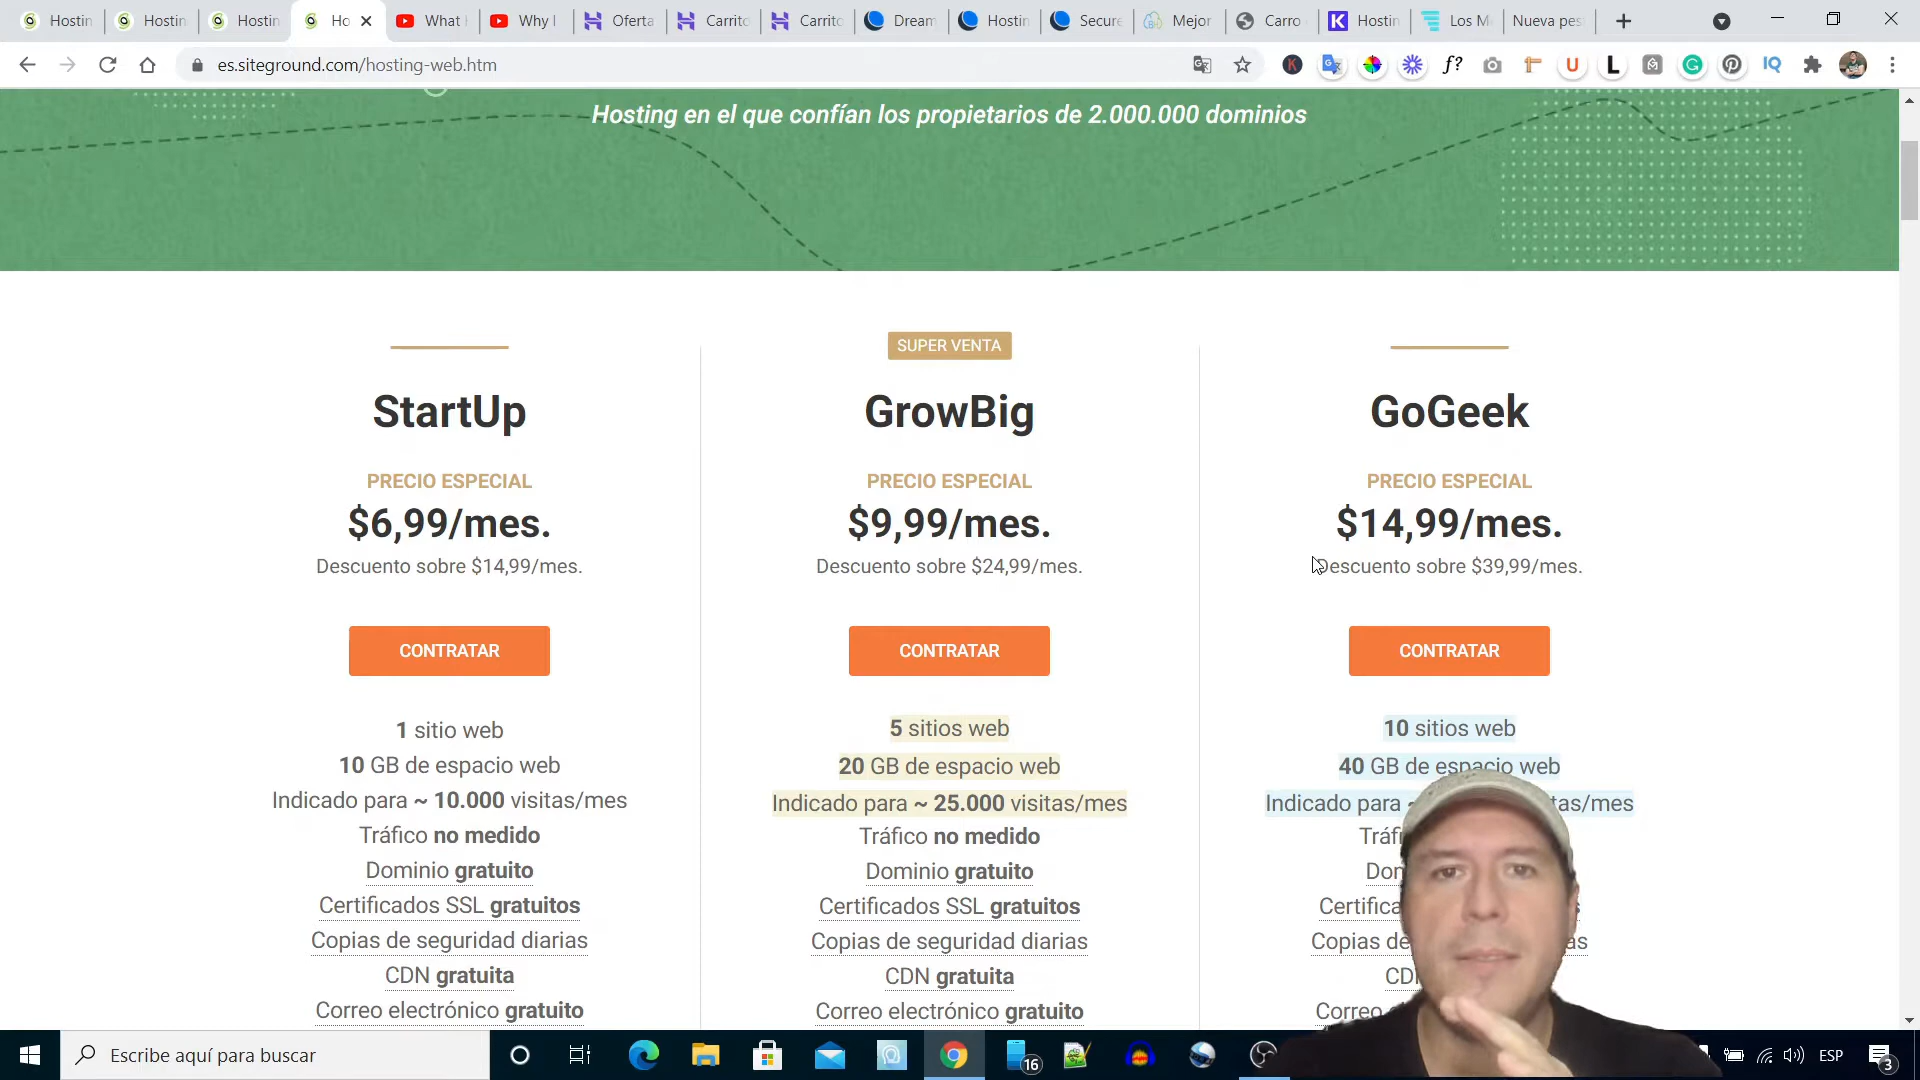 Hostin
Hostin
Hostin
Ho
What
Why I
Oferta
Carrito
Carrito
Dream
Hostin
Secure
Mejor
Carro
Hostin
Los M
Nueva pes
es.siteground.com/hosting-web.htm
Hosting en el que confían los propietarios de 2.000.000 dominios
StartUp
PRECIO ESPECIAL
$6,99/mes.
Descuento sobre $14,99/mes.
CONTRATAR
1 sitio web
10 GB de espacio web
Indicado para ~ 10.000 visitas/mes
Tráfico no medido
Dominio gratuito
Certificados SSL gratuitos
Copias de seguridad diarias
CDN gratuita
Correo electrónico gratuito
SUPER VENTA
GrowBig
PRECIO ESPECIAL
$9,99/mes.
Descuento sobre $24,99/mes.
CONTRATAR
5 sitios web
20 GB de espacio web
Indicado para ~ 25.000 visitas/mes
Tráfico no medido
Dominio gratuito
Certificados SSL gratuitos
Copias de seguridad diarias
CDN gratuita
Correo electrónico gratuito
GoGeek
PRECIO ESPECIAL
$14,99/mes.
Descuento sobre $39,99/mes.
CONTRATAR
10 sitios web
40 GB de espacio web
Indicado para
Copias de
Escribe aquí para buscar
16
ESP
3